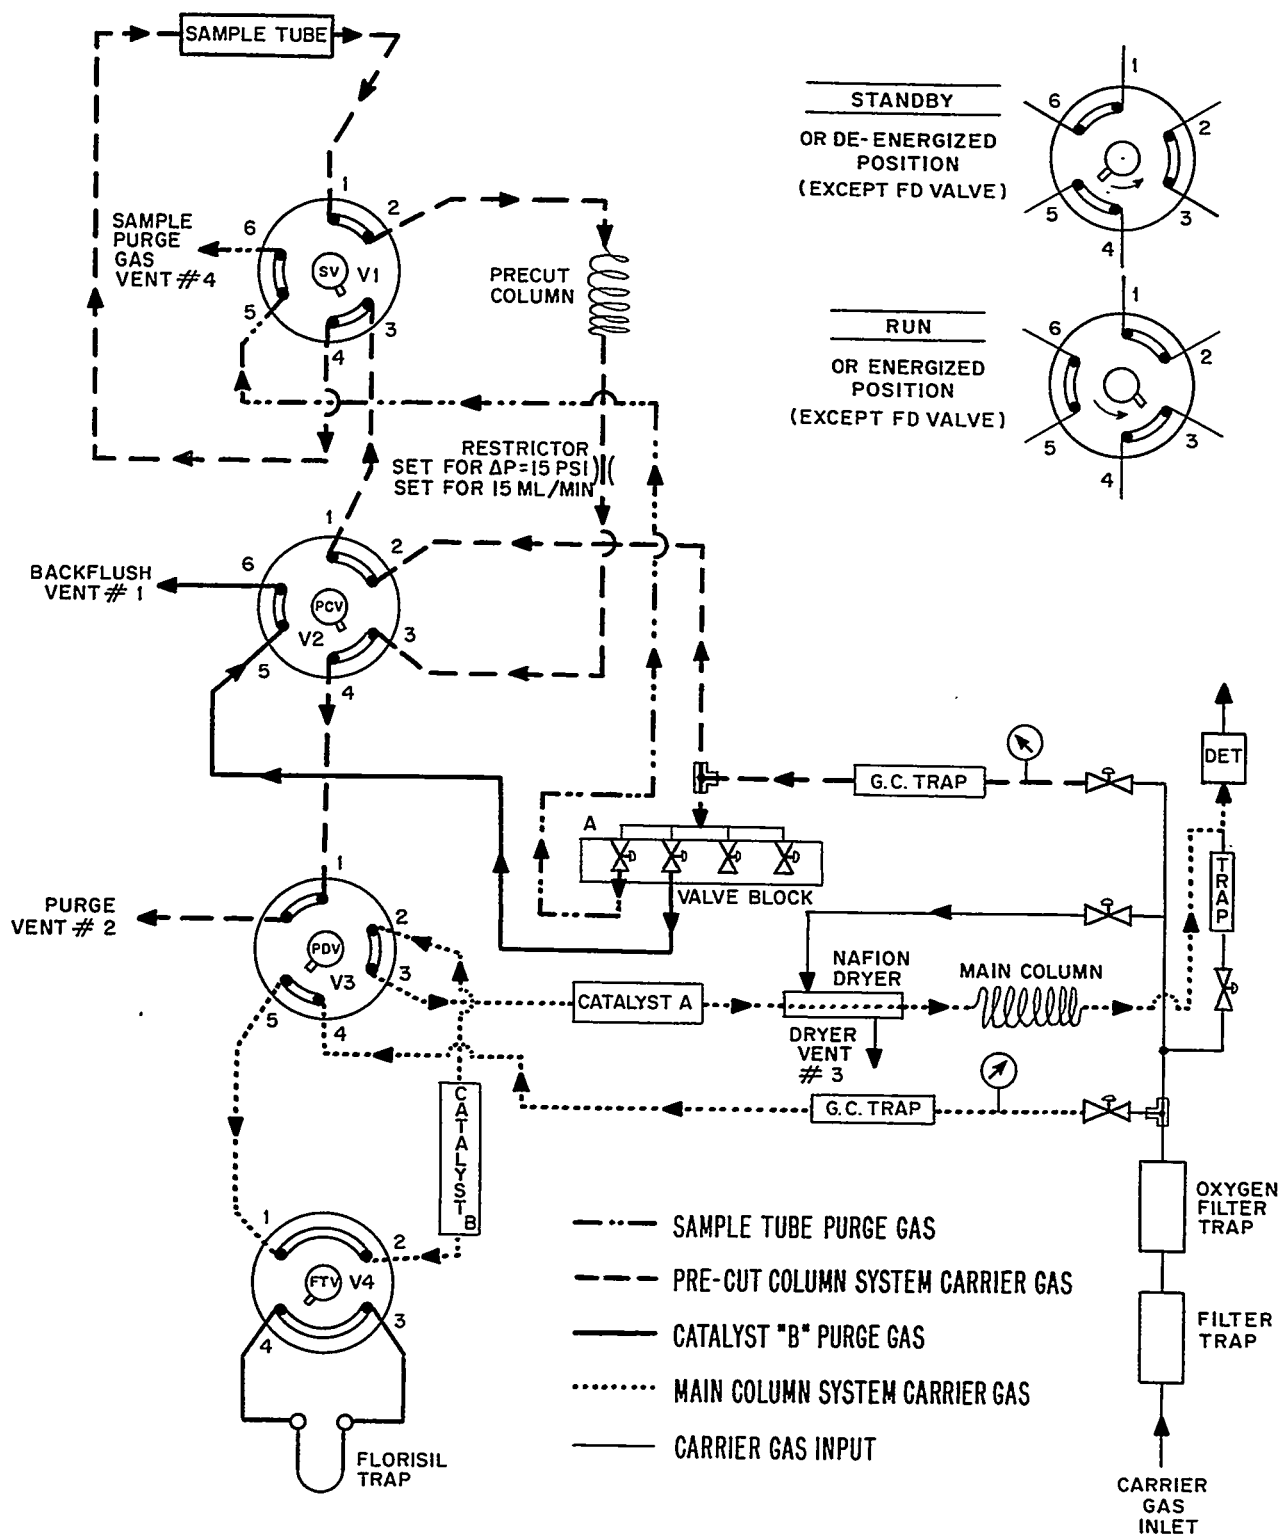 SAMPLE TUBE
1
2
3
4
5
6
SV
V1
SAMPLE
PURGE
GAS
VENT #4
PRECUT
COLUMN
RESTRICTOR
SET FOR ΔP=15 PSI
SET FOR 15 ML/MIN
STANDBY
OR DE-ENERGIZED
POSITION
(EXCEPT FD VALVE)
1
2
3
4
5
6
RUN
OR ENERGIZED
POSITION
(EXCEPT FD VALVE)
1
2
3
4
5
6
BACKFLUSH
VENT #1
1
2
3
4
5
6
PCV
V2
G.C. TRAP
DET
TRAP
A
VALVE BLOCK
PURGE
VENT #2
1
2
3
4
5
PDV
V3
CATALYST A
NAFION
DRYER
DRYER
VENT
#3
MAIN COLUMN
G.C. TRAP
CATALYST B
1
2
3
4
FTV
V4
FLORISIL
TRAP
SAMPLE TUBE PURGE GAS
PRE-CUT COLUMN SYSTEM CARRIER GAS
CATALYST "B" PURGE GAS
MAIN COLUMN SYSTEM CARRIER GAS
CARRIER GAS INPUT
OXYGEN
FILTER
TRAP
FILTER
TRAP
CARRIER
GAS
INLET